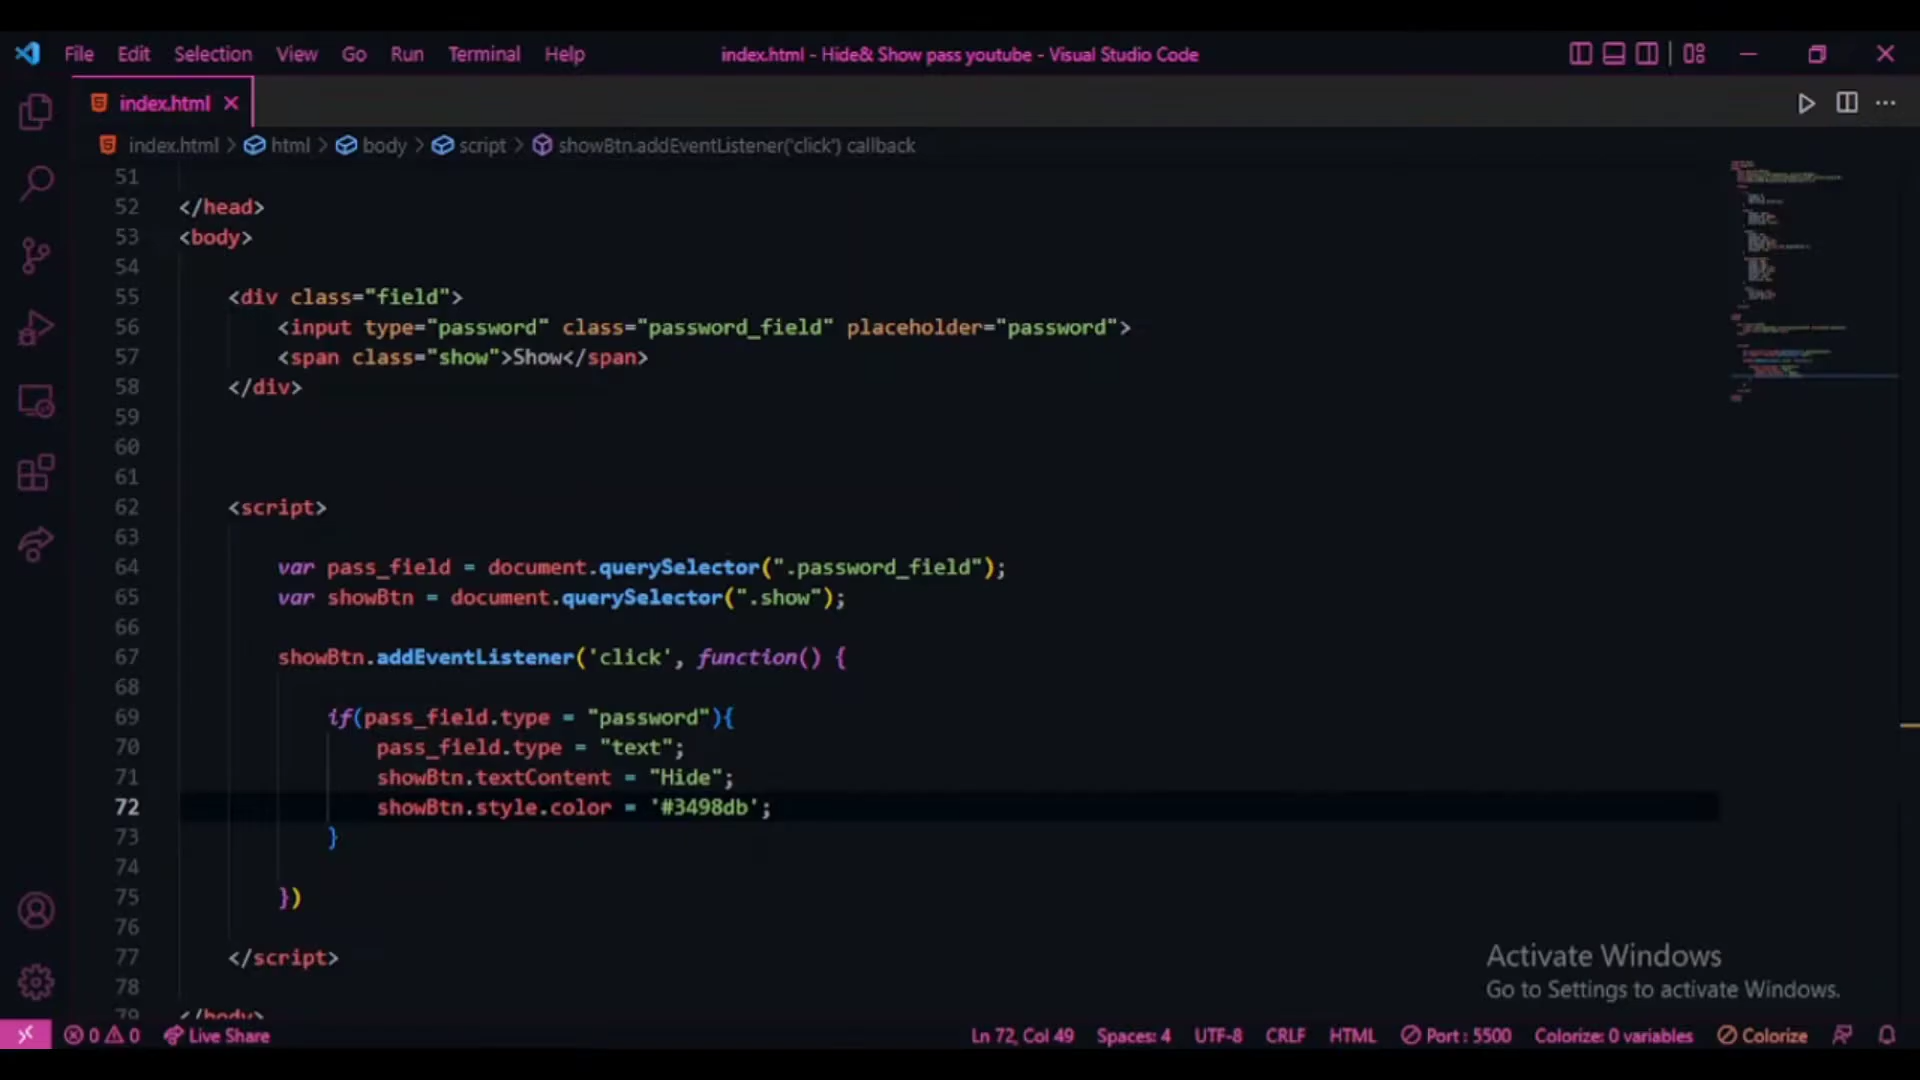 File Edit Selection View Go Run Terminal Help index.html - Hide& Show pass youtube - Visual Studio Code
index.html
index.html > html > body > script > showBtn.addEventListener('click') callback
51
52 </head>
53 <body>
54
55 <div class="field">
56 <input type="password" class="password_field" placeholder="password">
57 <span class="show">Show</span>
58 </div>
59
60
61
62 <script>
63
64 var pass_field = document.querySelector(".password_field");
65 var showBtn = document.querySelector(".show");
66
67 showBtn.addEventListener('click', function() {
68
69 if(pass_field.type = "password"){
70 pass_field.type = "text";
71 showBtn.textContent = "Hide";
72 showBtn.style.color = '#3498db';
73 }
74
75 })
76
77 </script>
78
79 </body>
Activate Windows
Go to Settings to activate Windows.
0 0 Live Share Ln 72, Col 49 Spaces: 4 UTF-8 CRLF HTML Port : 5500 Colorize: 0 variables Colorize